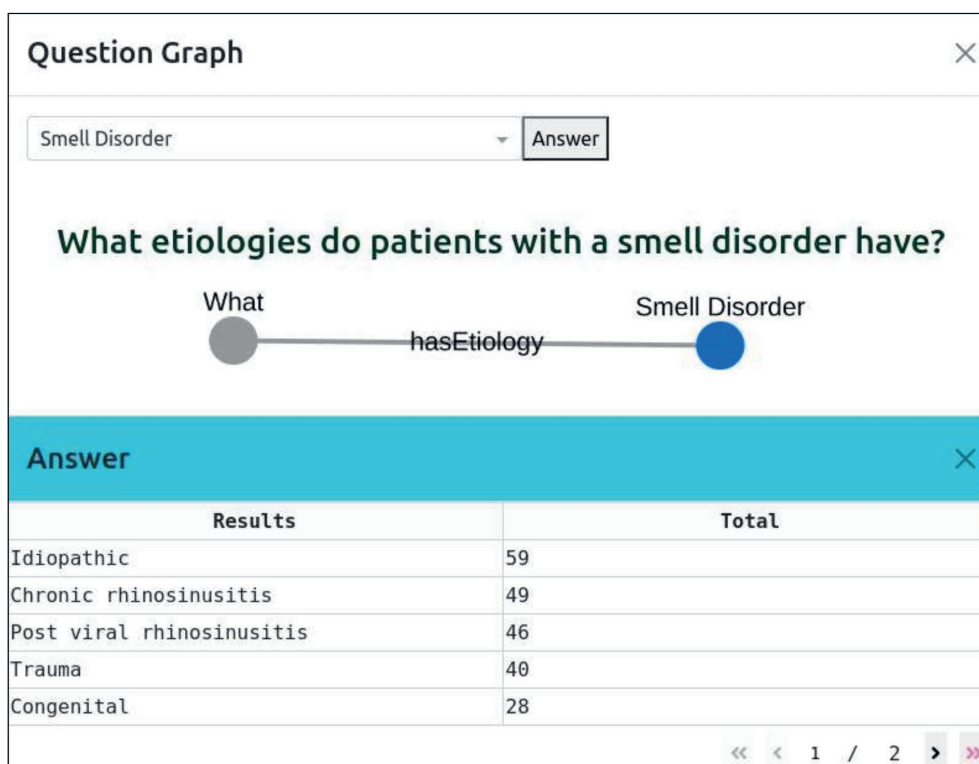 Question Graph
Smell Disorder Answer
What etiologies do patients with a smell disorder have?
What
Smell Disorder
hasEtiology
Answer
Results Total
Idiopathic 59
Chronic rhinosinusitis 49
Post viral rhinosinusitis 46
Trauma 40
Congenital 28
« < 1 / 2 > »